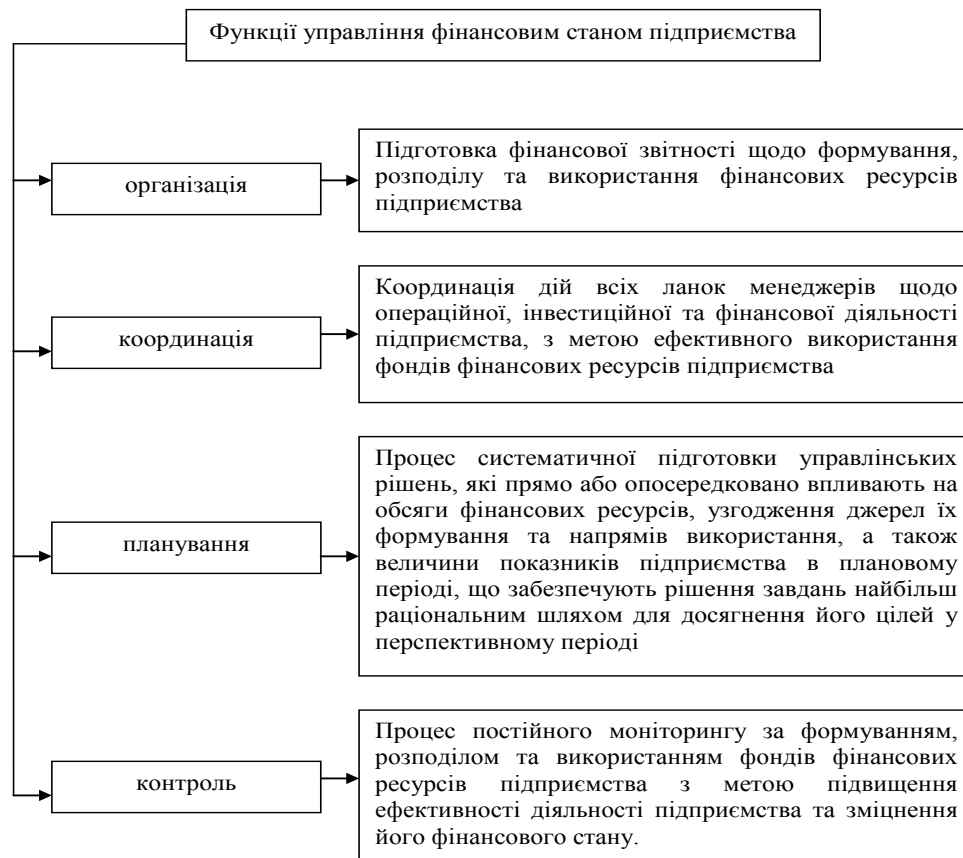 Функції управління фінансовим станом підприємства
організація
Підготовка фінансової звітності щодо формування,
розподілу та використання фінансових ресурсів
підприємства
координація
Координація дій всіх ланок менеджерів щодо
операційної, інвестиційної та фінансової діяльності
підприємства, з метою ефективного використання
фондів фінансових ресурсів підприємства
планування
Процес систематичної підготовки управлінських
рішень, які прямо або опосередковано впливають на
обсяги фінансових ресурсів, узгодження джерел їх
формування та напрямів використання, а також
величини показників підприємства в плановому
періоді, що забезпечують рішення завдань найбільш
раціональним шляхом для досягнення його цілей у
перспективному періоді
контроль
Процес постійного моніторингу за формуванням,
розподілом та використанням фондів фінансових
ресурсів підприємства з метою підвищення
ефективності діяльності підприємства та зміцнення
його фінансового стану.